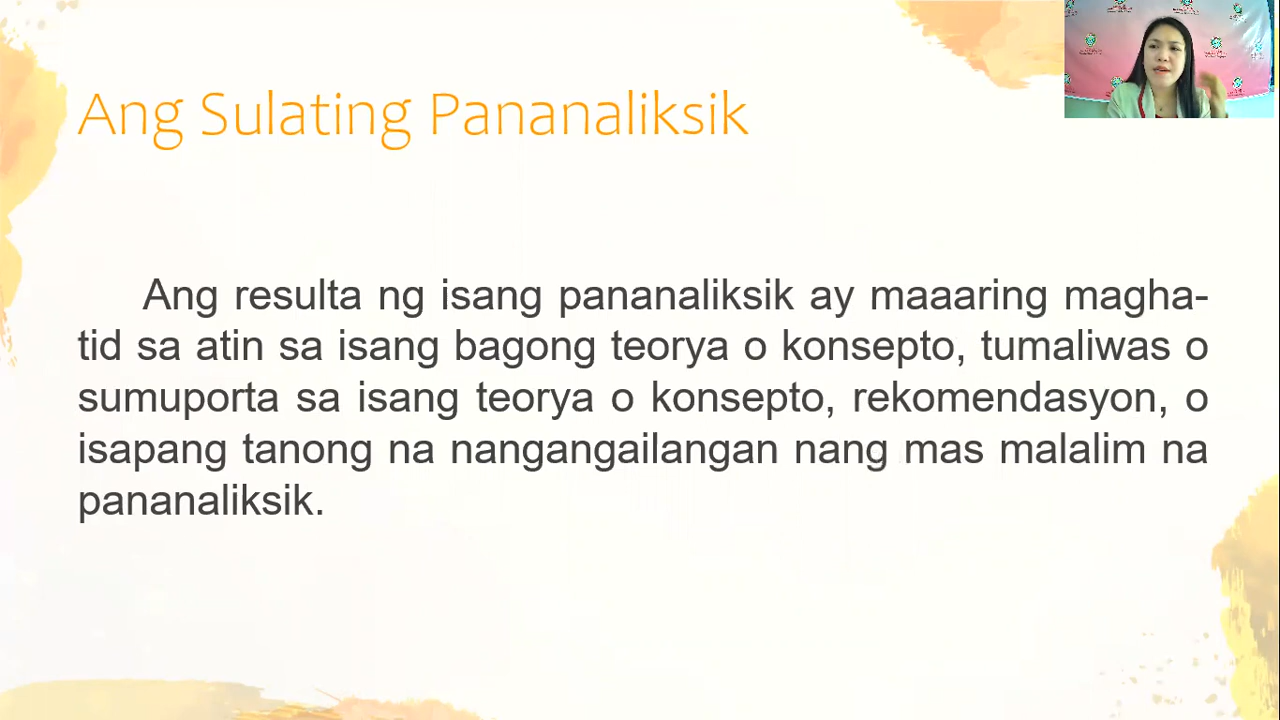 Ang Sulating Pananaliksik
Ang resulta ng isang pananaliksik ay maaaring magha-
tid sa atin sa isang bagong teorya o konsepto, tumaliwas o
sumuporta sa isang teorya o konsepto, rekomendasyon, o
isapang tanong na nangangailangan nang mas malalim na
pananaliksik.